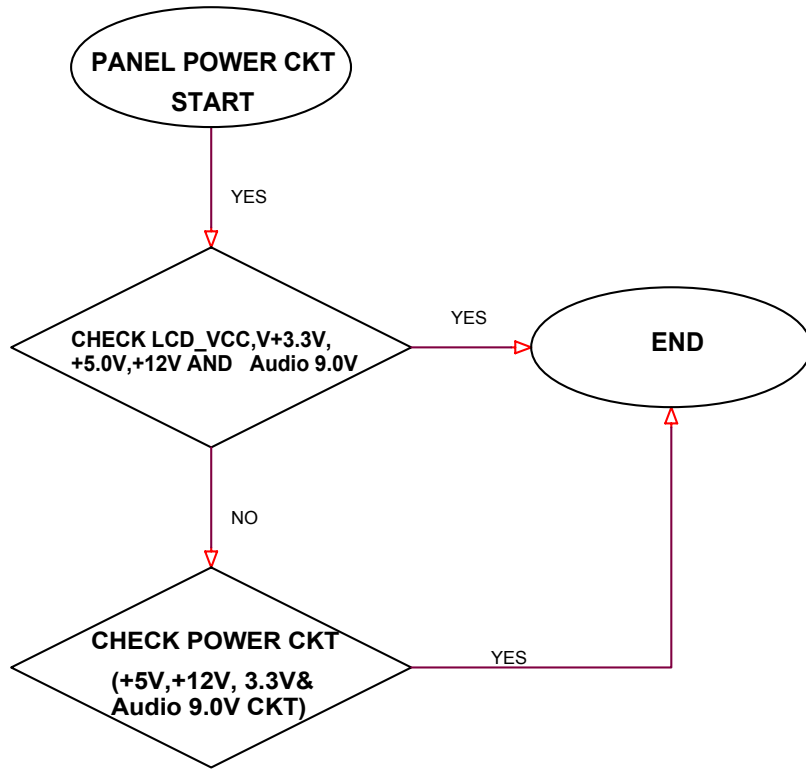 PANEL POWER CKT
START
YES
CHECK LCD_VCC,V+3.3V,
+5.0V,+12V AND Audio 9.0V
YES
END
NO
CHECK POWER CKT
(+5V,+12V, 3.3V&
Audio 9.0V CKT)
YES